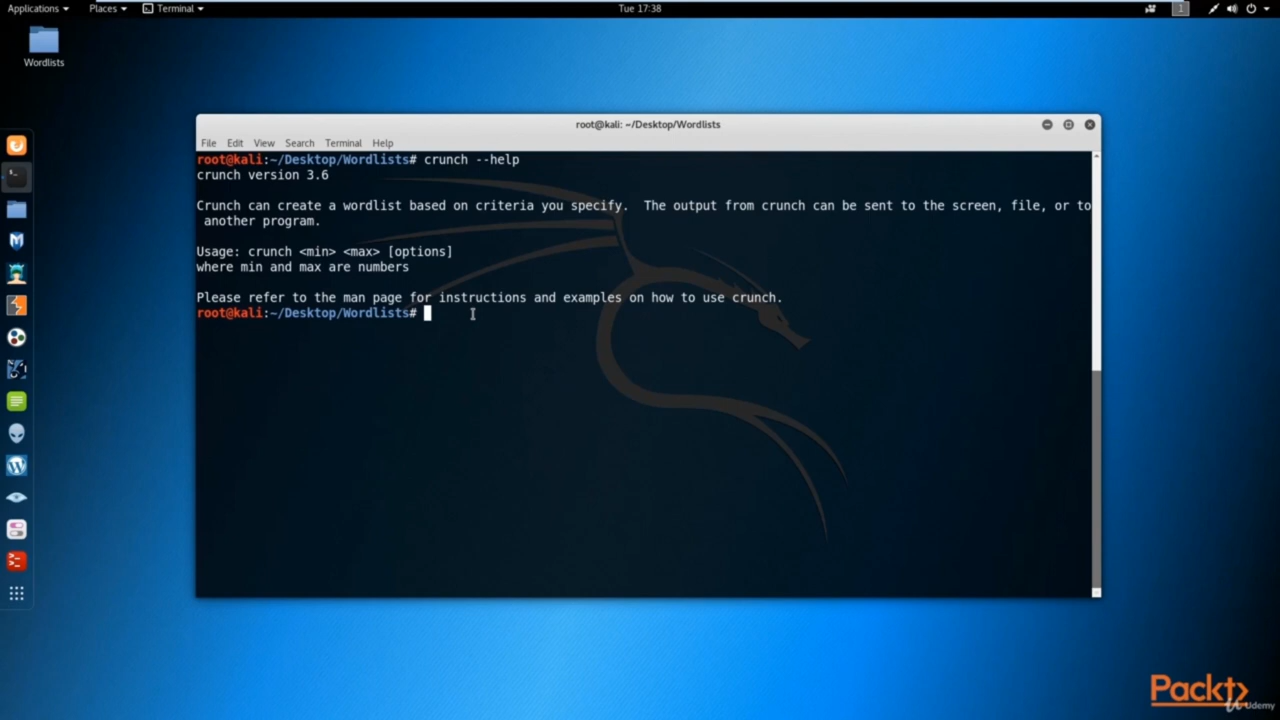 Applications Places Terminal Tue 17:38 1
Wordlists
root@kali: ~/Desktop/Wordlists
File Edit View Search Terminal Help
root@kali:~/Desktop/Wordlists# crunch --help
crunch version 3.6
Crunch can create a wordlist based on criteria you specify.  The output from crunch can be sent to the screen, file, or to
another program.
Usage: crunch <min> <max> [options]
where min and max are numbers
Please refer to the man page for instructions and examples on how to use crunch.
root@kali:~/Desktop/Wordlists#
Packt
Udemy